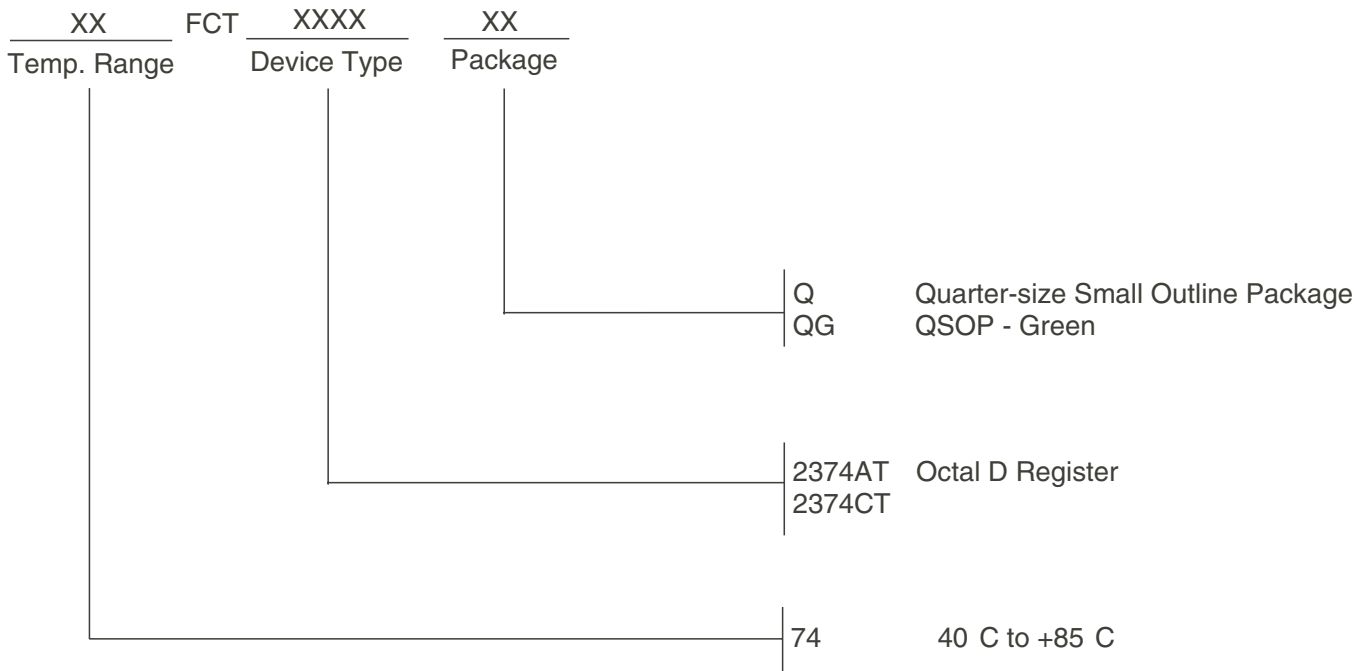 XX FCT XXXX XX
Temp. Range Device Type Package
Q Quarter-size Small Outline Package
QG QSOP - Green
2374AT Octal D Register
2374CT
74 40 C to +85 C